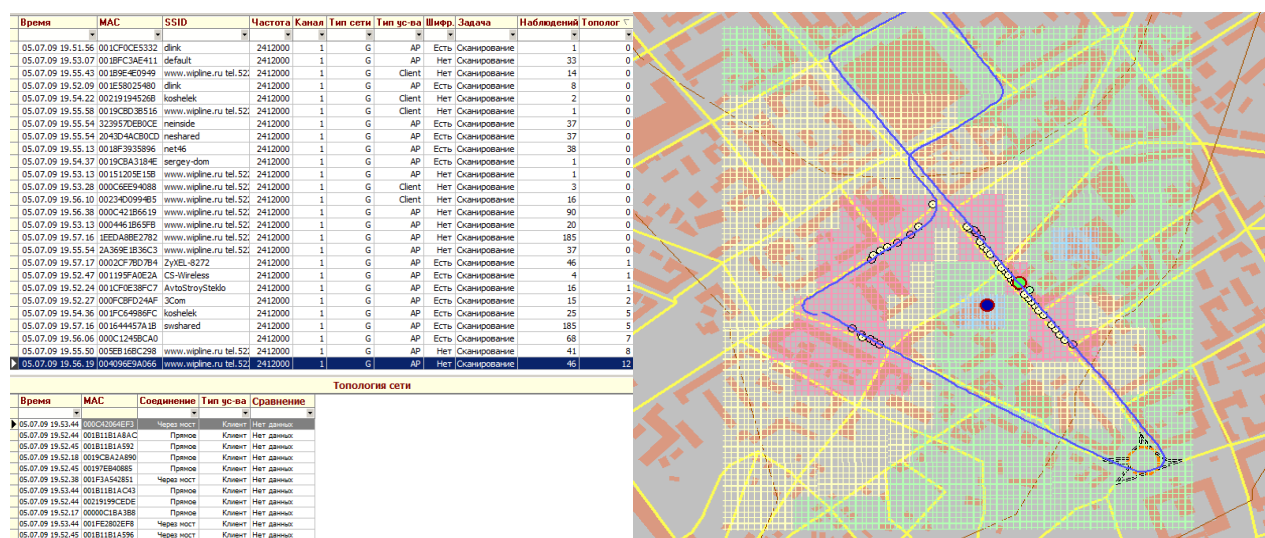 Время MAC SSID Частота Канал Тип сети Тип ус-ва Шифр. Задача Наблюдений Тополог
05.07.09 19.51.56 001CF0CE5332 dlink 2412000 1 G AP Есть Сканирование 1 0
05.07.09 19.53.07 001BFC3AE411 default 2412000 1 G AP Нет Сканирование 33 0
05.07.09 19.55.43 001B9E4E0949 www.wipline.ru tel.522 2412000 1 G Client Нет Сканирование 14 0
05.07.09 19.52.09 001E58025480 dlink 2412000 1 G AP Есть Сканирование 8 0
05.07.09 19.54.22 00219194526B koshelek 2412000 1 G Client Нет Сканирование 2 0
05.07.09 19.55.58 0019CBD3B516 www.wipline.ru tel.522 2412000 1 G Client Нет Сканирование 1 0
05.07.09 19.55.54 323957DEB0CE neinside 2412000 1 G AP Есть Сканирование 37 0
05.07.09 19.55.54 2043D4ACB0CD neshared 2412000 1 G AP Есть Сканирование 37 0
05.07.09 19.55.13 0018F3935896 net46 2412000 1 G AP Есть Сканирование 38 0
05.07.09 19.54.37 0019CBA3184E sergey-dom 2412000 1 G AP Есть Сканирование 1 0
05.07.09 19.53.13 00151205E15B www.wipline.ru tel.522 2412000 1 G AP Нет Сканирование 1 0
05.07.09 19.53.28 000C6EE94088 www.wipline.ru tel.522 2412000 1 G Client Нет Сканирование 3 0
05.07.09 19.56.10 00234D0994B5 www.wipline.ru tel.522 2412000 1 G Client Нет Сканирование 16 0
05.07.09 19.56.38 000C421B6619 www.wipline.ru tel.522 2412000 1 G AP Нет Сканирование 90 0
05.07.09 19.53.13 0004461B65FB www.wipline.ru tel.522 2412000 1 G AP Нет Сканирование 20 0
05.07.09 19.57.16 1EEDA8BE2782 www.wipline.ru tel.522 2412000 1 G AP Нет Сканирование 185 0
05.07.09 19.55.54 2A369E1B36C3 www.wipline.ru tel.522 2412000 1 G AP Нет Сканирование 37 0
05.07.09 19.57.17 0002CF7BD7B4 ZyXEL -8272 2412000 1 G AP Есть Сканирование 46 1
05.07.09 19.52.47 001195FA0E2A CS-Wireless 2412000 1 G AP Есть Сканирование 4 1
05.07.09 19.52.24 001CF0E38FC7 AvtoStroySteklo 2412000 1 G AP Есть Сканирование 16 1
05.07.09 19.52.27 000FCBFD24AF 3Com 2412000 1 G AP Есть Сканирование 15 2
05.07.09 19.54.36 001FC64986FC koshelek 2412000 1 G AP Есть Сканирование 25 5
05.07.09 19.57.16 001644457A1B swshared 2412000 1 G AP Есть Сканирование 185 5
05.07.09 19.56.06 000C1245BCA0 2412000 1 G AP Есть Сканирование 68 7
05.07.09 19.55.50 005EB16BC298 www.wipline.ru tel.522 2412000 1 G AP Нет Сканирование 41 8
05.07.09 19.56.19 004096E9A066 www.wipline.ru tel.522 2412000 1 G AP Нет Сканирование 46 12
Топология сети
Время MAC Соединение Тип ус-ва Сравнение
05.07.09 19.53.44 000C42064EF3 Через мост Клиент Нет данных
05.07.09 19.52.44 001B11B1A8AC Прямое Клиент Нет данных
05.07.09 19.52.45 001B11B1A592 Прямое Клиент Нет данных
05.07.09 19.52.18 0019CBA2A890 Прямое Клиент Нет данных
05.07.09 19.52.45 00197EB40885 Прямое Клиент Нет данных
05.07.09 19.52.38 001F3A542851 Через мост Клиент Нет данных
05.07.09 19.53.44 001B11B1AC43 Прямое Клиент Нет данных
05.07.09 19.52.44 00219199CEDE Прямое Клиент Нет данных
05.07.09 19.52.17 00000C1BA3B8 Прямое Клиент Нет данных
05.07.09 19.53.44 001FE2802EF8 Через мост Клиент Нет данных
05.07.09 19.52.45 001B11B1A596 Через мост Клиент Нет данных